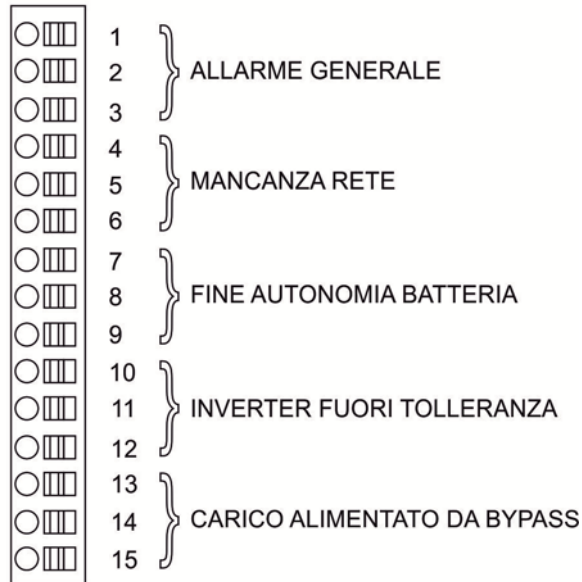 1
2 ALLARME GENERALE
3
4
5 MANCANZA RETE
6
7
8 FINE AUTONOMIA BATTERIA
9
10
11 INVERTER FUORI TOLLERANZA
12
13
14 CARICO ALIMENTATO DA BYPASS
15